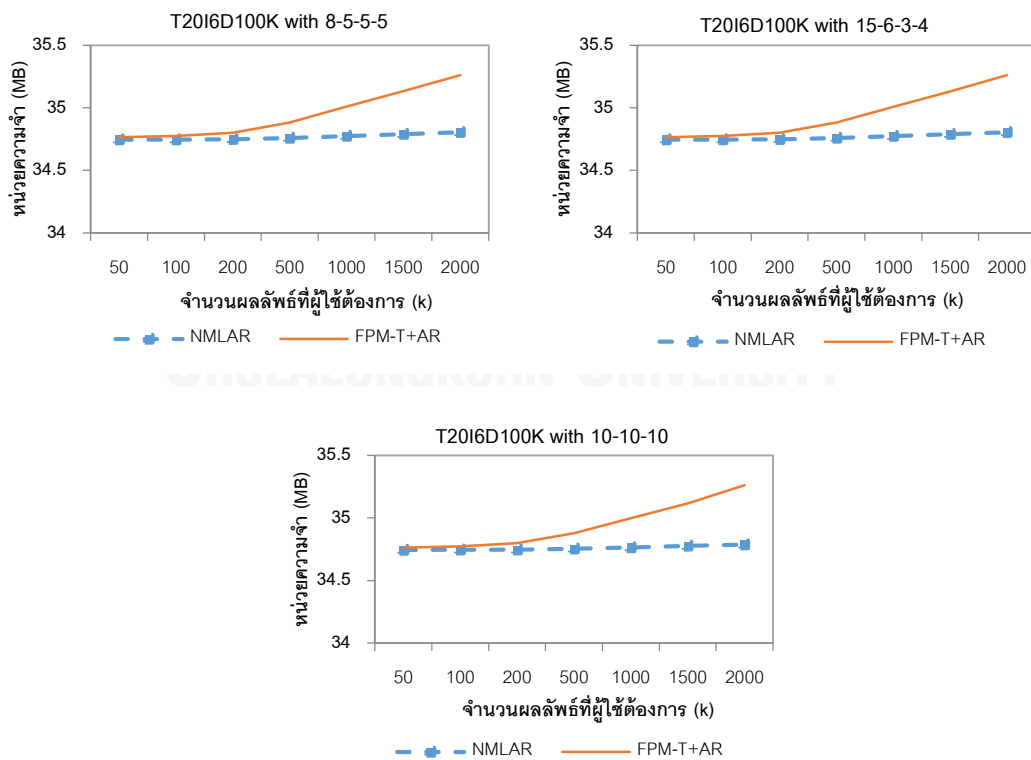 T20I6D100K with 8-5-5-5
35.5
35
34.5
34
หน่วยความจำ (MB)
50 100 200 500 1000 1500 2000
จำนวนผลลัพธ์ที่ผู้ใช้ต้องการ (k)
NMLAR FPM-T+AR
T20I6D100K with 15-6-3-4
35.5
35
34.5
34
หน่วยความจำ (MB)
50 100 200 500 1000 1500 2000
จำนวนผลลัพธ์ที่ผู้ใช้ต้องการ (k)
NMLAR FPM-T+AR
CHULALONGKORN UNIVERSITY
T20I6D100K with 10-10-10
35.5
35
34.5
34
หน่วยความจำ (MB)
50 100 200 500 1000 1500 2000
จำนวนผลลัพธ์ที่ผู้ใช้ต้องการ (k)
NMLAR FPM-T+AR